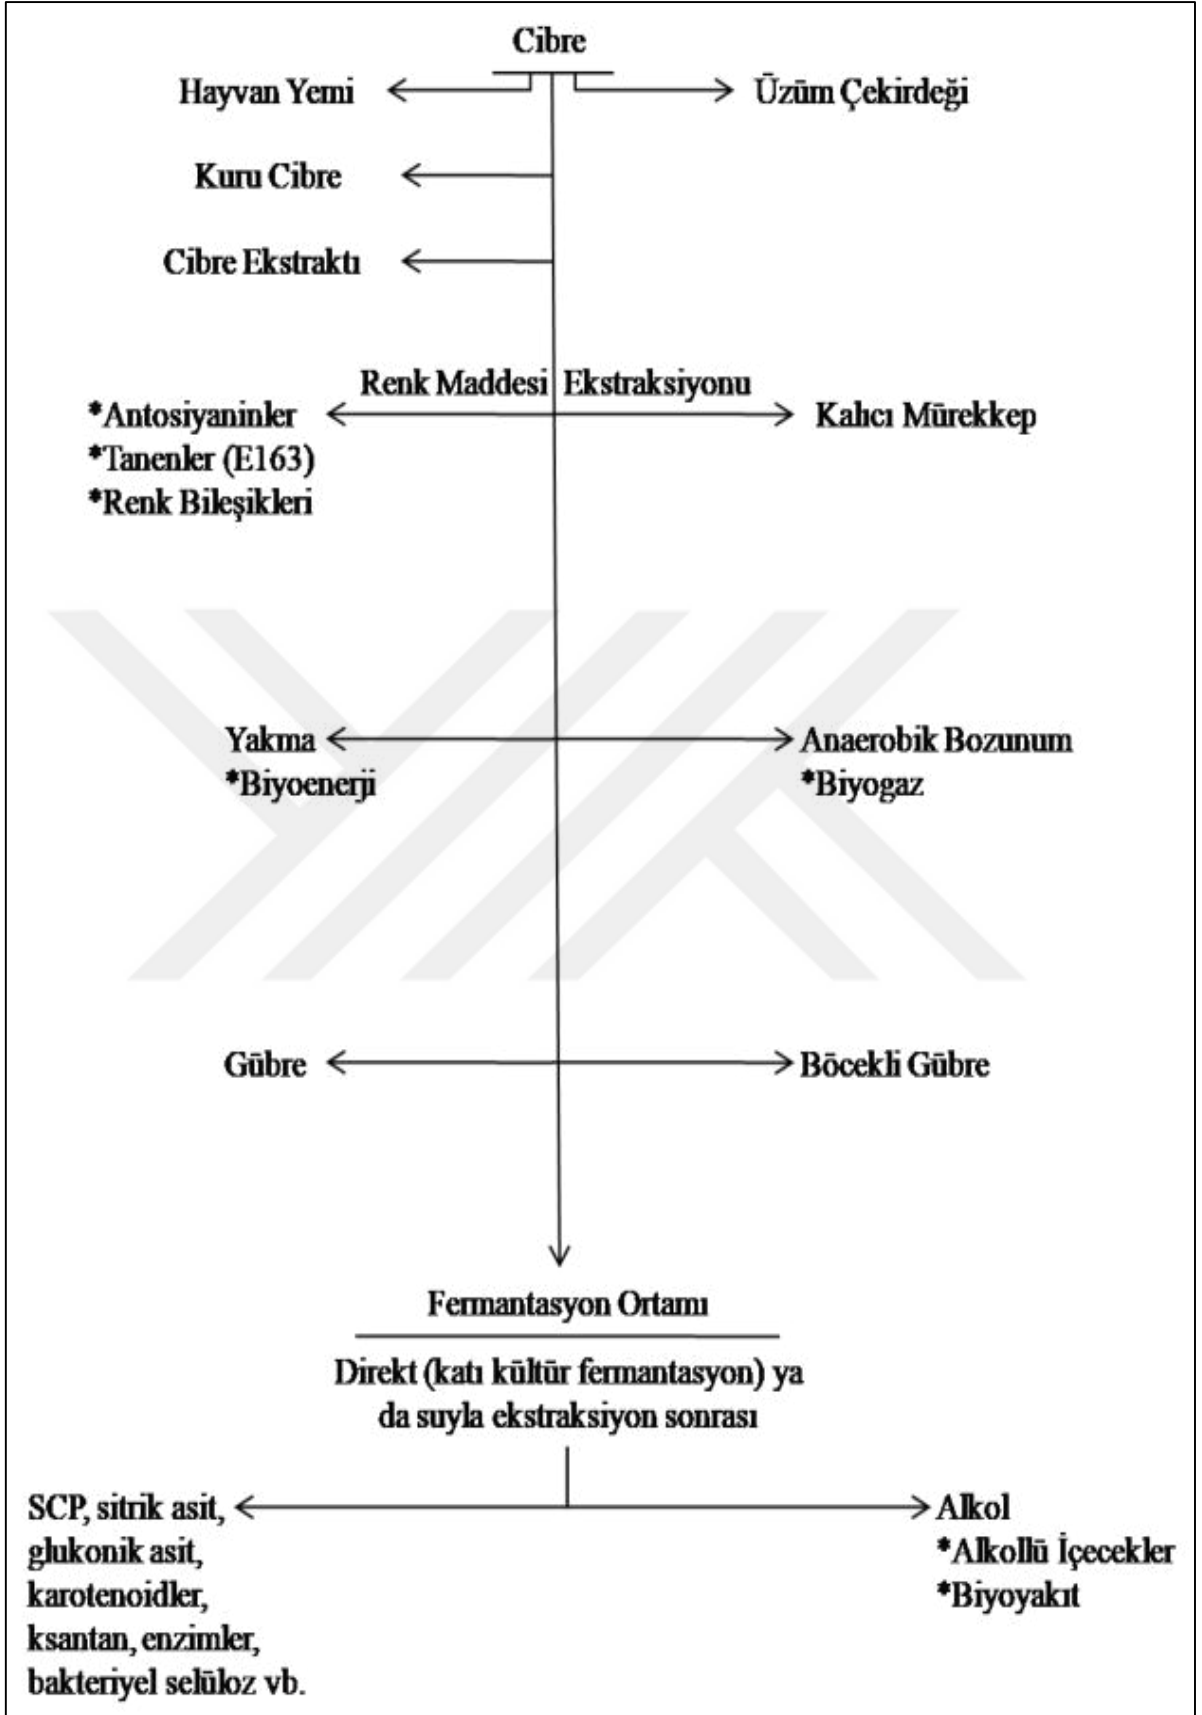 Cibre
Hayvan Yemi
Üzüm Çekirdeği
Kuru Cibre
Cibre Ekstraktı
Renk Maddesi Ekstraksiyonu
*Antosiyaninler
*Tanenler (E163)
*Renk Bileşikleri
Kalıcı Mürekkep
Yakma
*Biyoenerji
Anaerobik Bozunum
*Biyogaz
Gübre
Böcekli Gübre
Fermantasyon Ortamı
Direkt (katı kültür fermantasyon) ya
da suyla ekstraksiyon sonrası
SCP, sitrik asit,
glukonik asit,
karotenoidler,
ksantan, enzimler,
bakteriyel selüloz vb.
Alkol
*Alkollü İçecekler
*Biyoyakıt